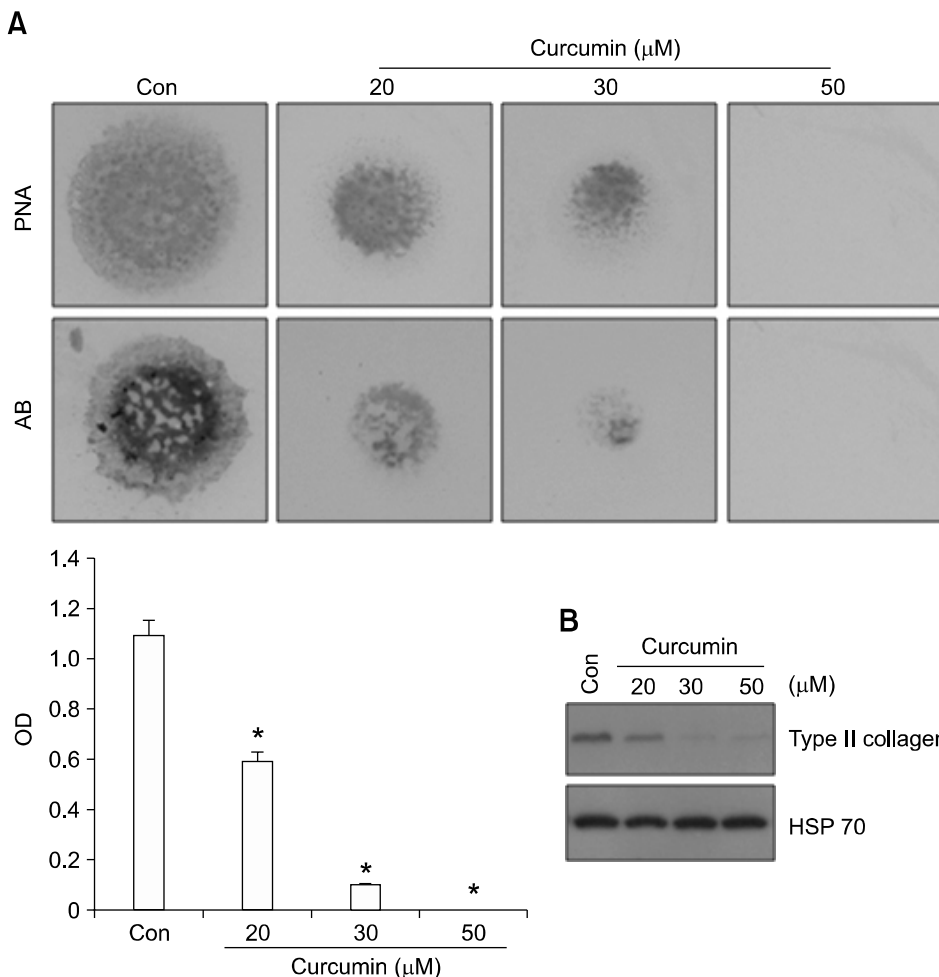 A
Curcumin (μM)
Con 20 30 50
PNA
AB
1.4
1.2
1.0
0.8
0.6
0.4
0.2
0
OD
*
*
*
Con 20 30 50
Curcumin (μM)
B
Con
Curcumin
20 30 50 (μM)
Type II collagen
HSP 70